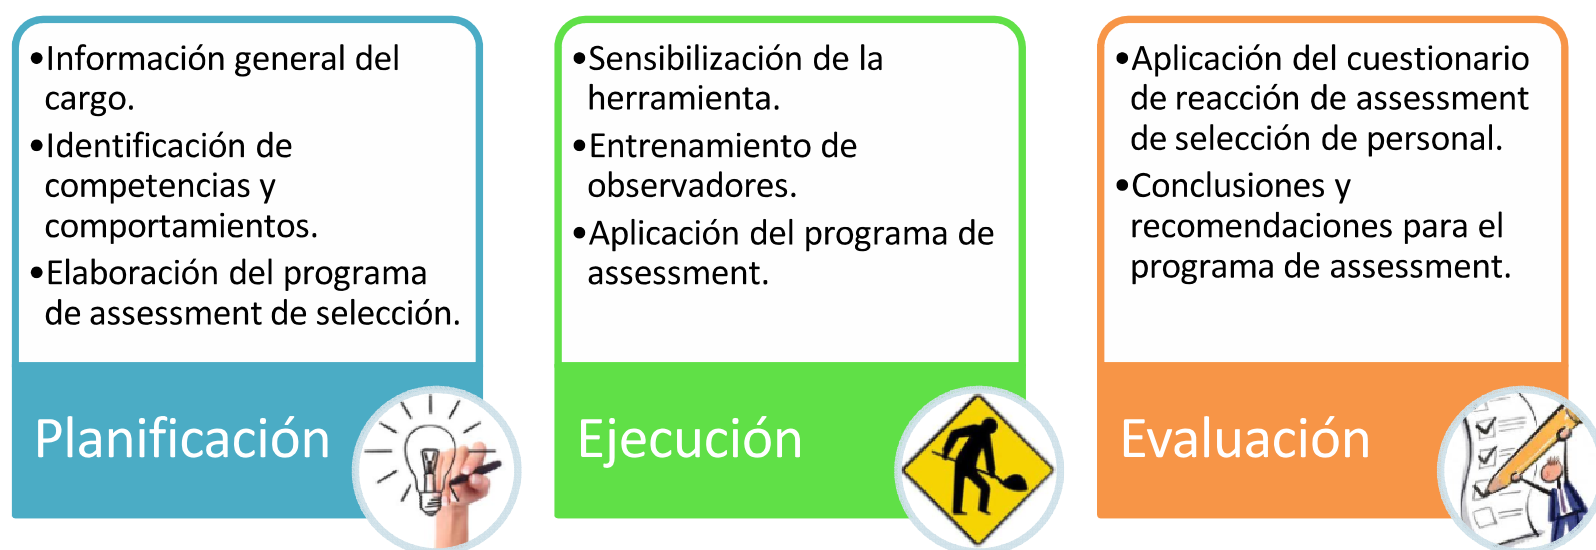 •Información general del
cargo.
•Identificación de
competencias y
comportamientos.
•Elaboración del programa
de assessment de selección.
Planificación
•Sensibilización de la
herramienta.
•Entrenamiento de
observadores.
•Aplicación del programa de
assessment.
Ejecución
•Aplicación del cuestionario
de reacción de assessment
de selección de personal.
•Conclusiones y
recomendaciones para el
programa de assessment.
Evaluación